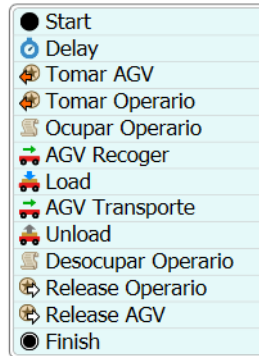 Start
Delay
Tomar AGV
Tomar Operario
Ocupar Operario
AGV Recoger
Load
AGV Transporte
Unload
Desocupar Operario
Release Operario
Release AGV
Finish